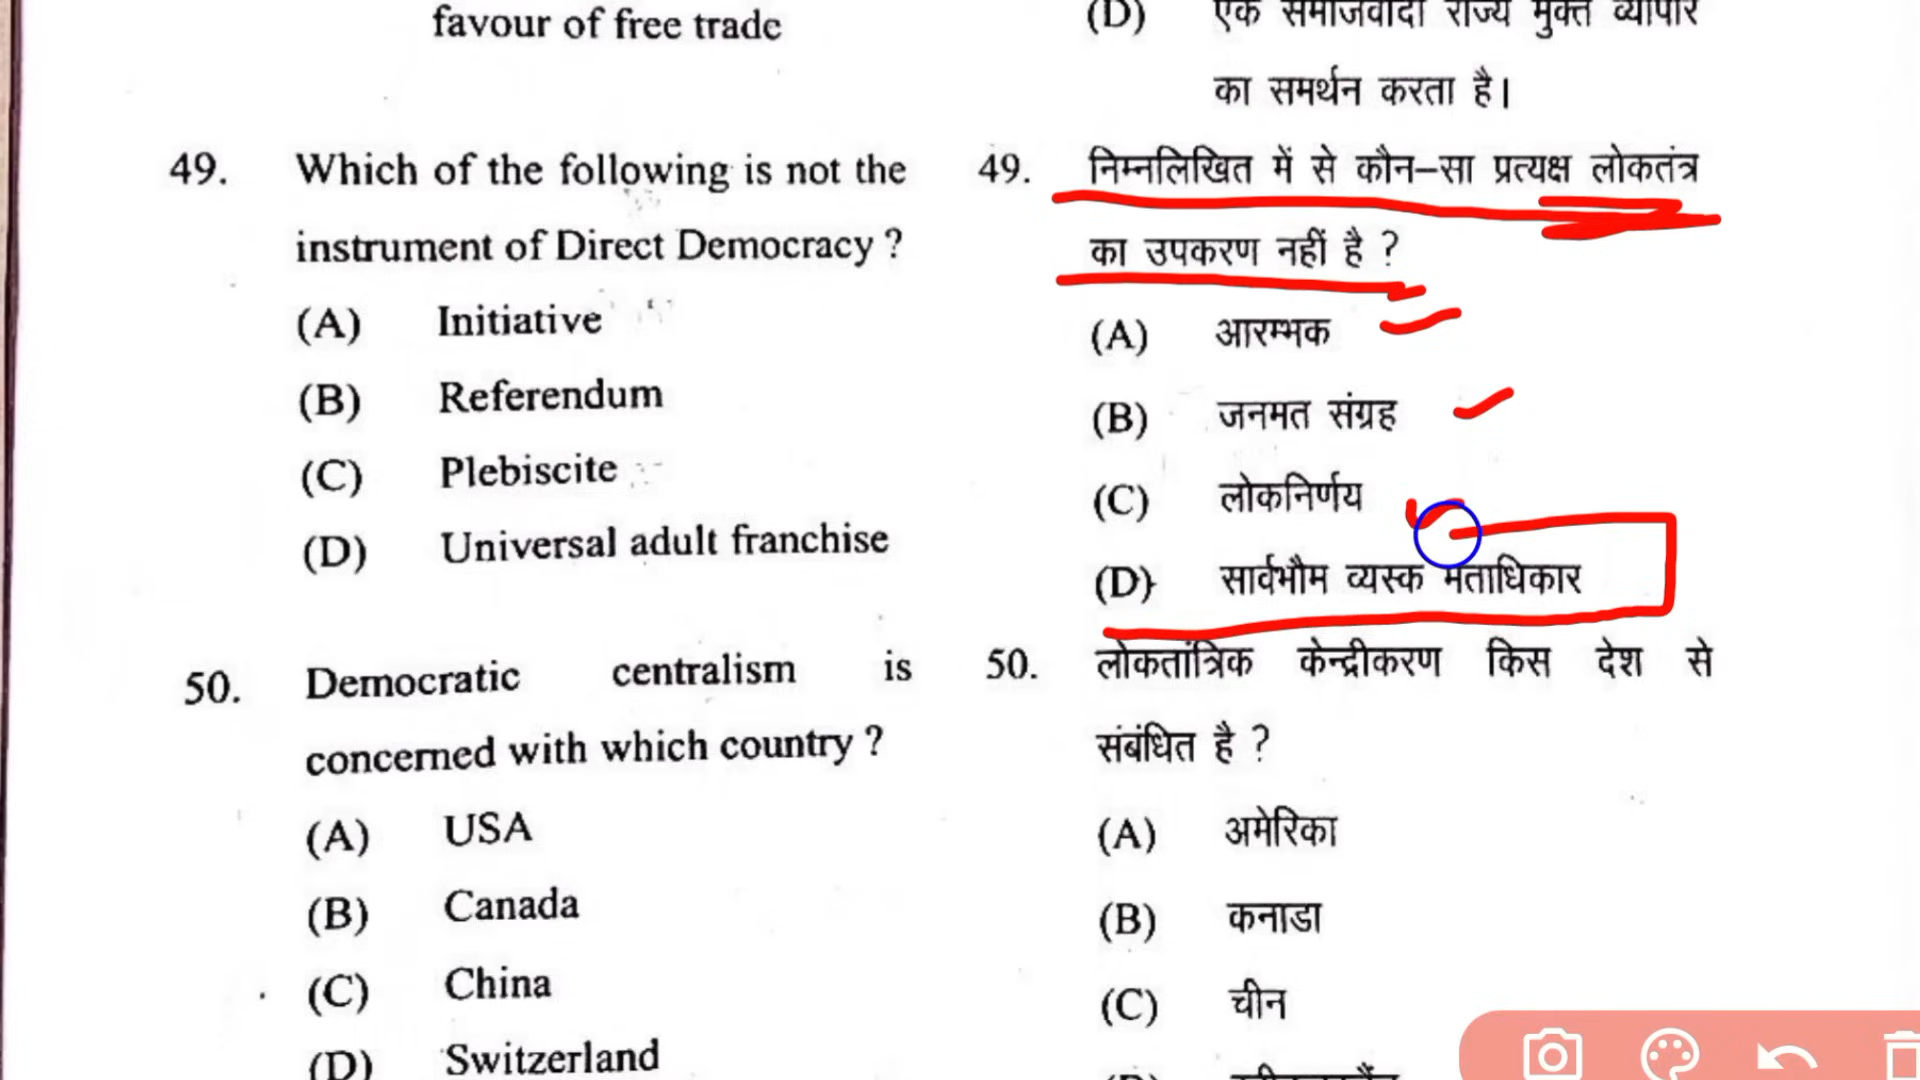 favour of free trade
49. Which of the following is not the
instrument of Direct Democracy ?
(A) Initiative
(B) Referendum
(C) Plebiscite
(D) Universal adult franchise
50. Democratic centralism is
concerned with which country ?
(A) USA
(B) Canada
(C) China
(D) Switzerland
(D) एक समाजवादी राज्य मुक्त व्यापार
का समर्थन करता है।
49. निम्नलिखित में से कौन-सा प्रत्यक्ष लोकतंत्र
का उपकरण नहीं है ?
(A) आरम्भक
(B) जनमत संग्रह
(C) लोकनिर्णय
(D) सार्वभौम व्यस्क मताधिकार
50. लोकतांत्रिक केन्द्रीकरण किस देश से
संबंधित है ?
(A) अमेरिका
(B) कनाडा
(C) चीन